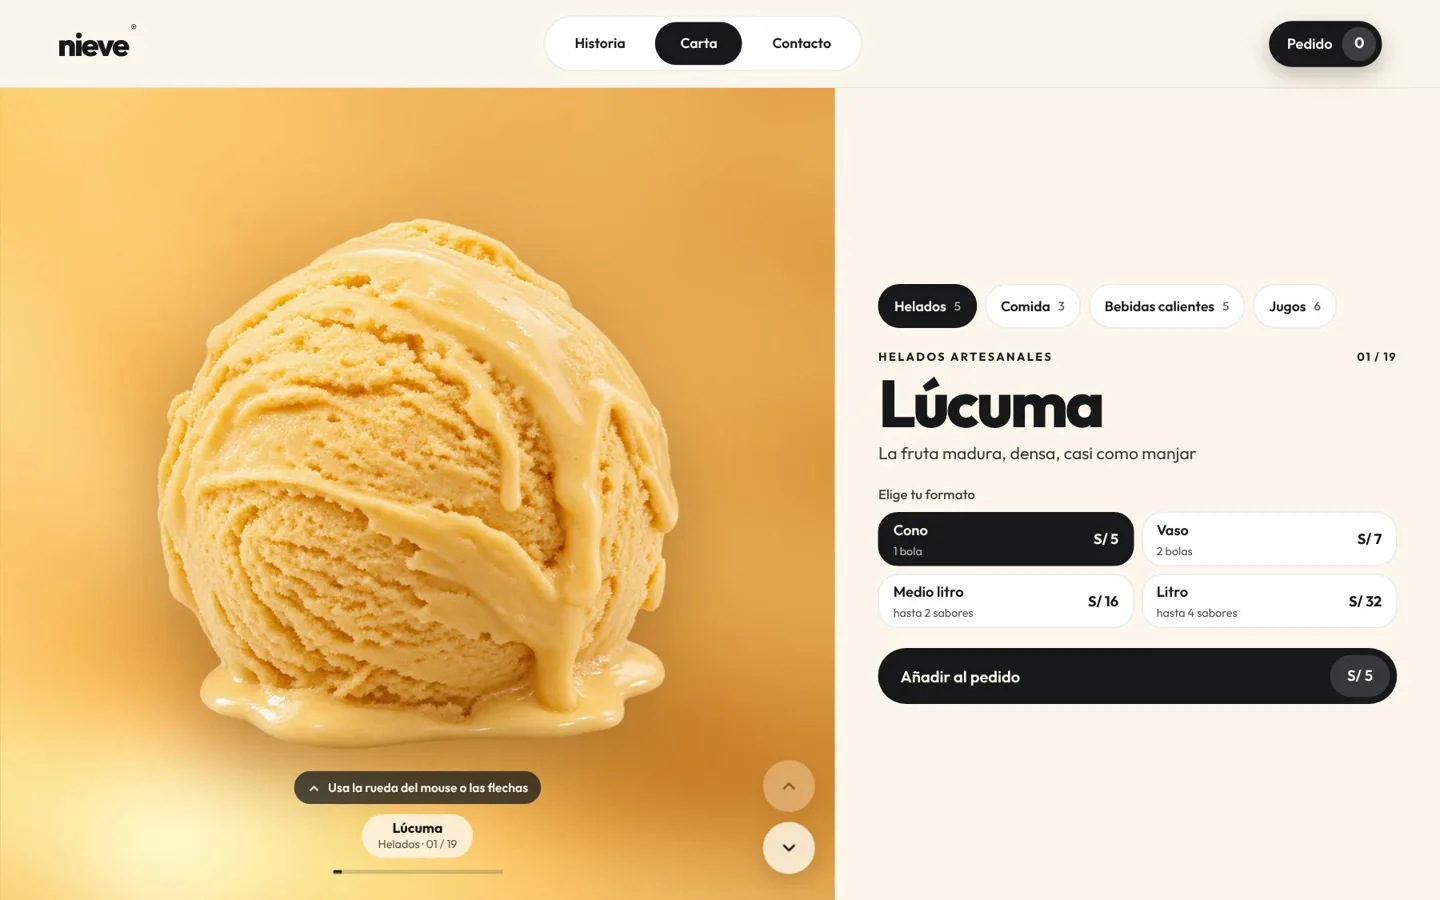 nieve®
Historia
Carta
Contacto
Pedido 0
Helados 5
Comida 3
Bebidas calientes 5
Jugos 6
HELADOS ARTESANALES
01 / 19
Lúcuma
La fruta madura, densa, casi como manjar
Elige tu formato
Cono
1 bola
S/ 5
Vaso
2 bolas
S/ 7
Medio litro
hasta 2 sabores
S/ 16
Litro
hasta 4 sabores
S/ 32
Añadir al pedido
S/ 5
Usa la rueda del mouse o las flechas
Lúcuma
Helados · 01 / 19